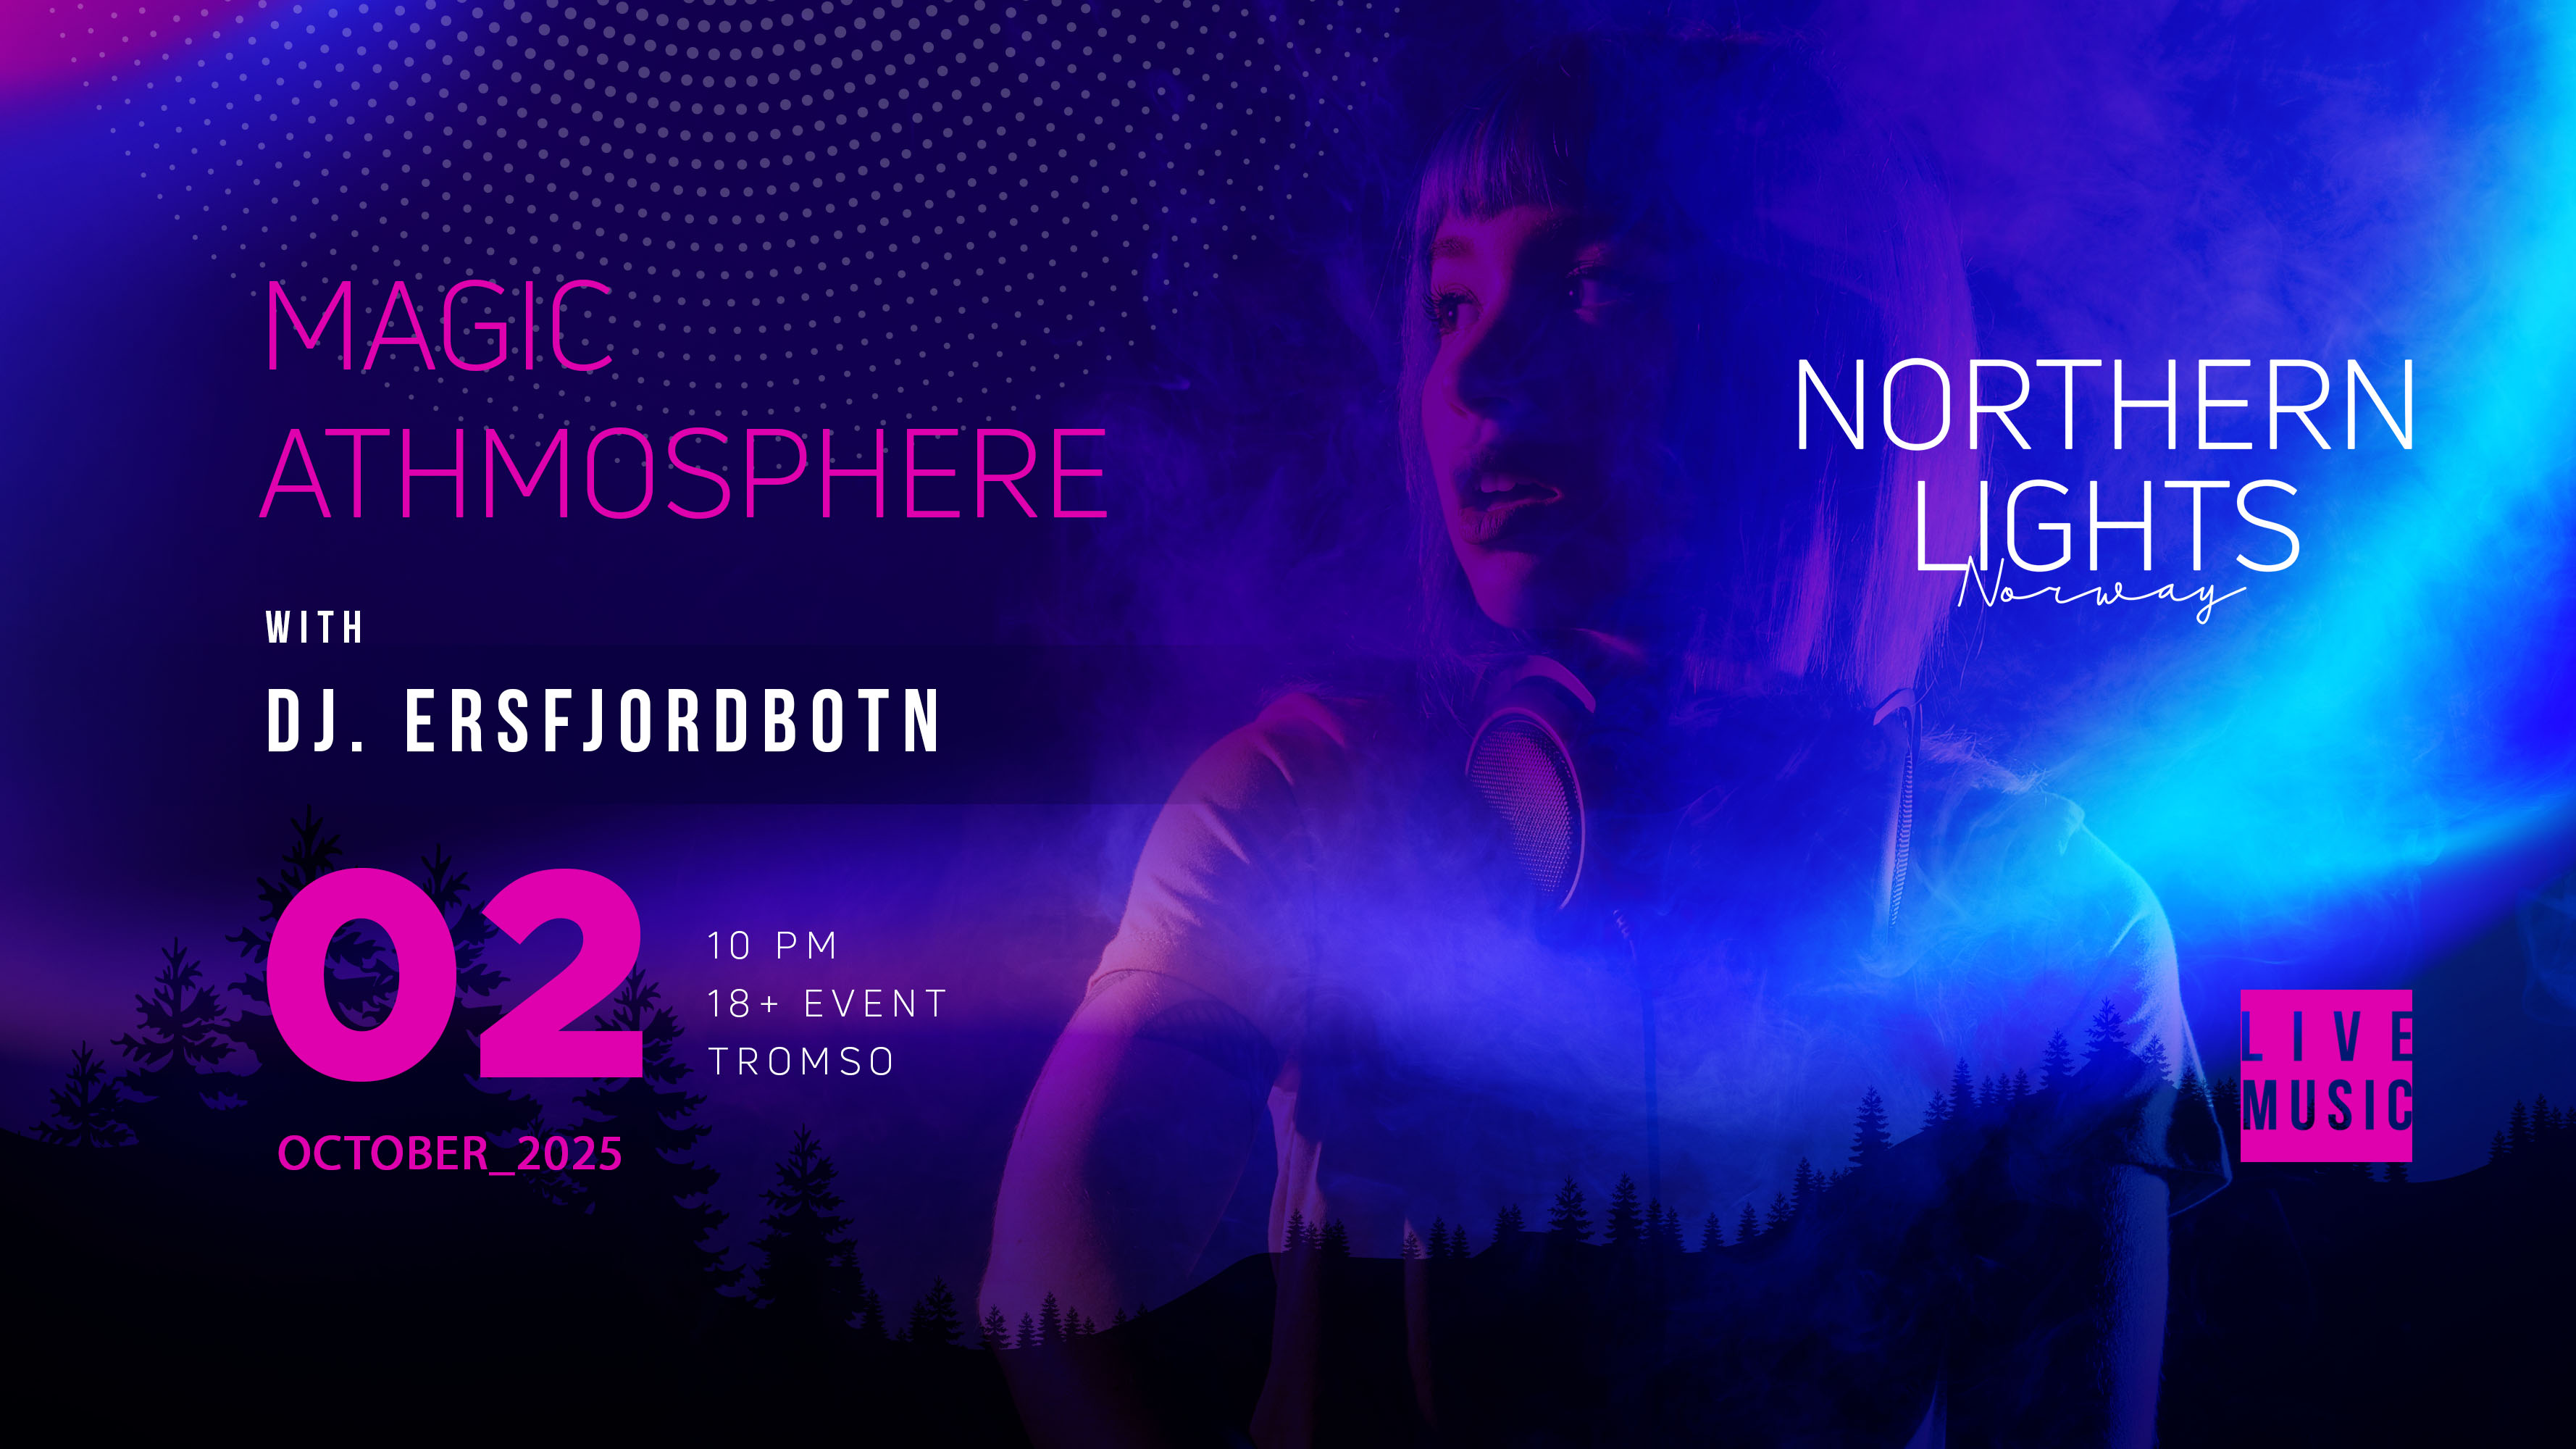 MAGIC
ATHMOSPHERE
WITH
DJ. ERSFJORDBOTN
02
10 PM
18+ EVENT
TROMSO
OCTOBER_2025
NORTHERN
LIGHTS
Norway
LIVE
MUSIC